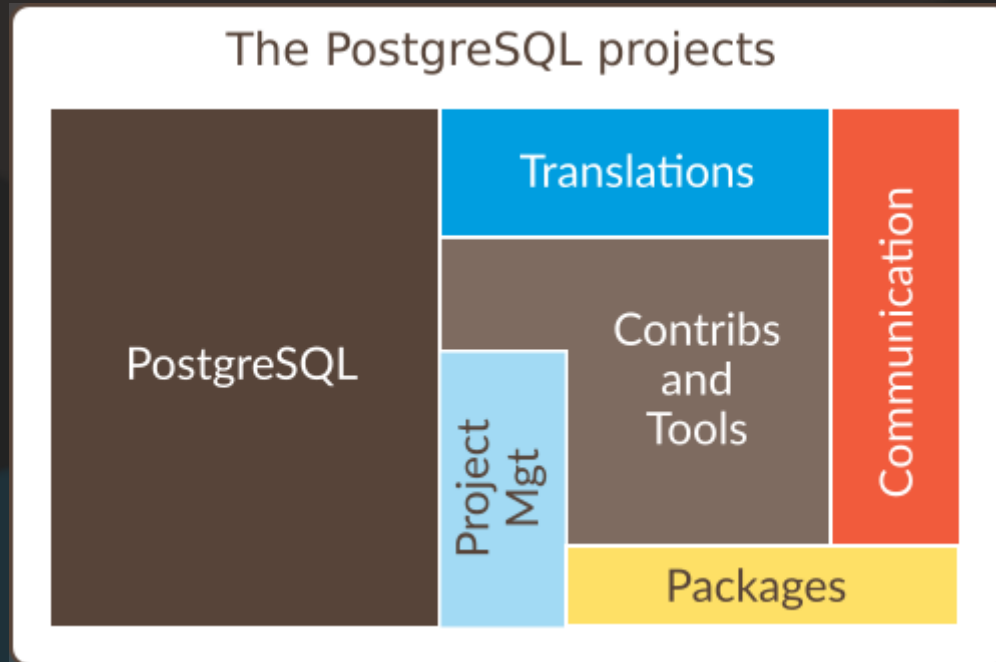 The PostgreSQL projects
PostgreSQL
Translations
Contribs
and
Tools
Project
Mgt
Communication
Packages